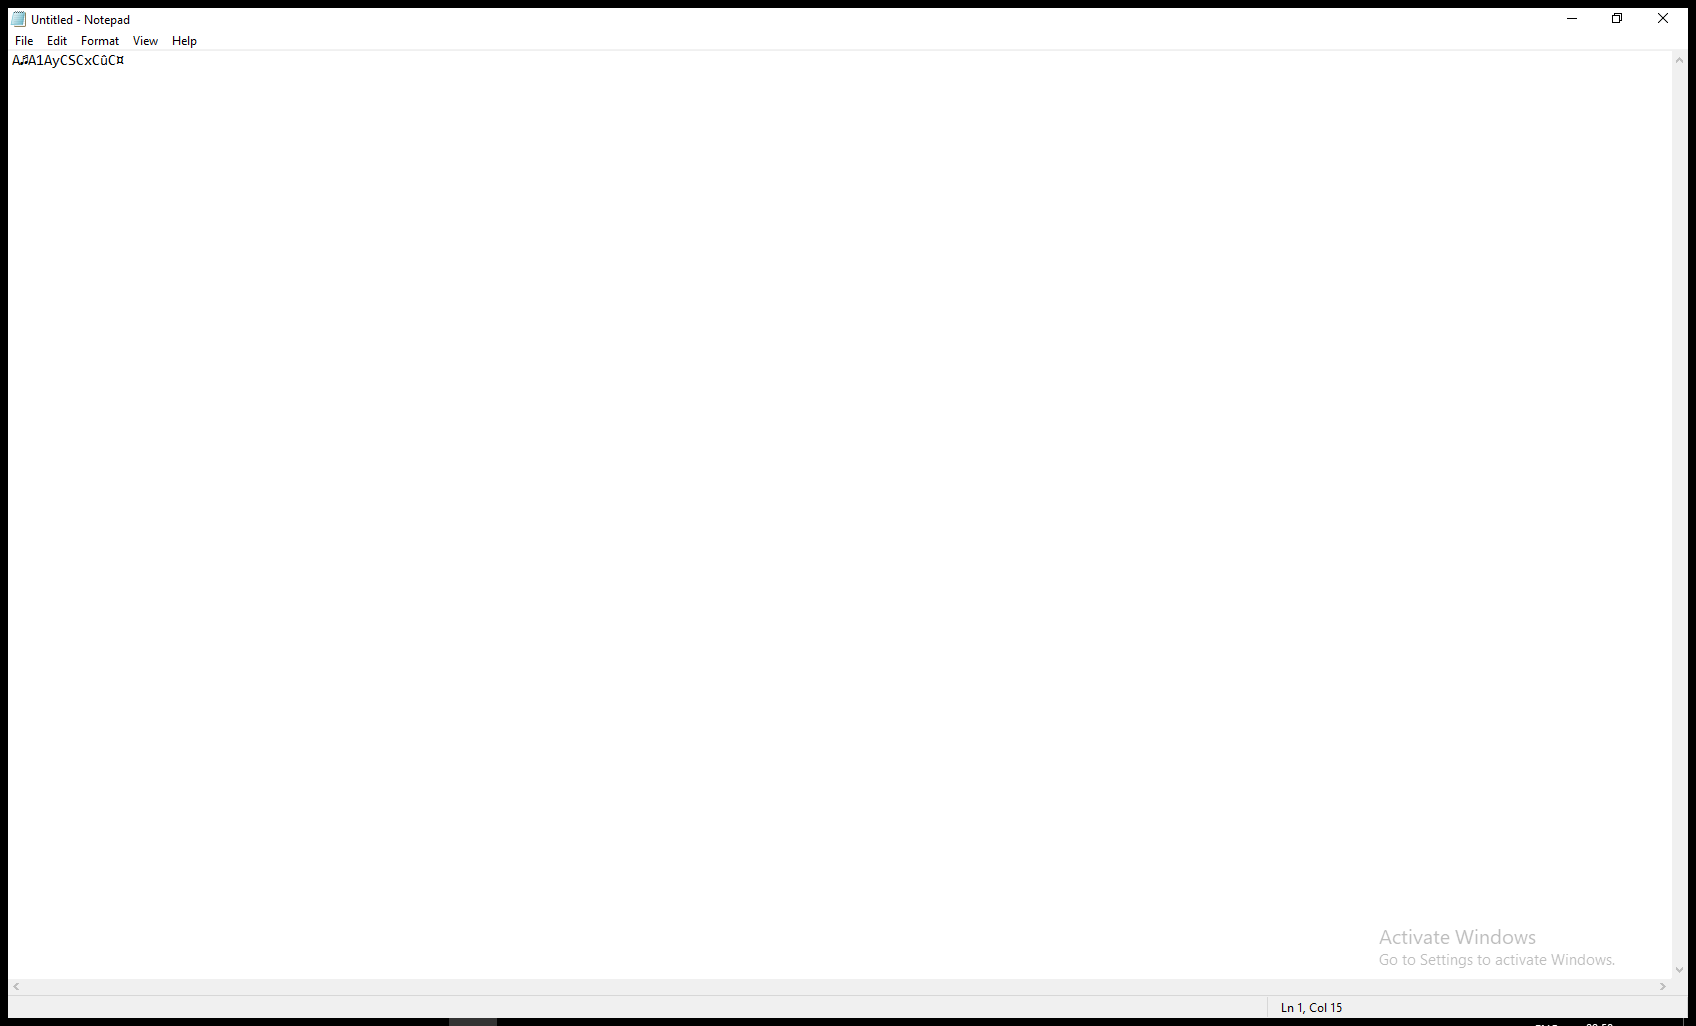 Untitled - Notepad
File Edit Format View Help
A♫A1AyCSCxCûC¤
Activate Windows
Go to Settings to activate Windows.
Ln 1, Col 15